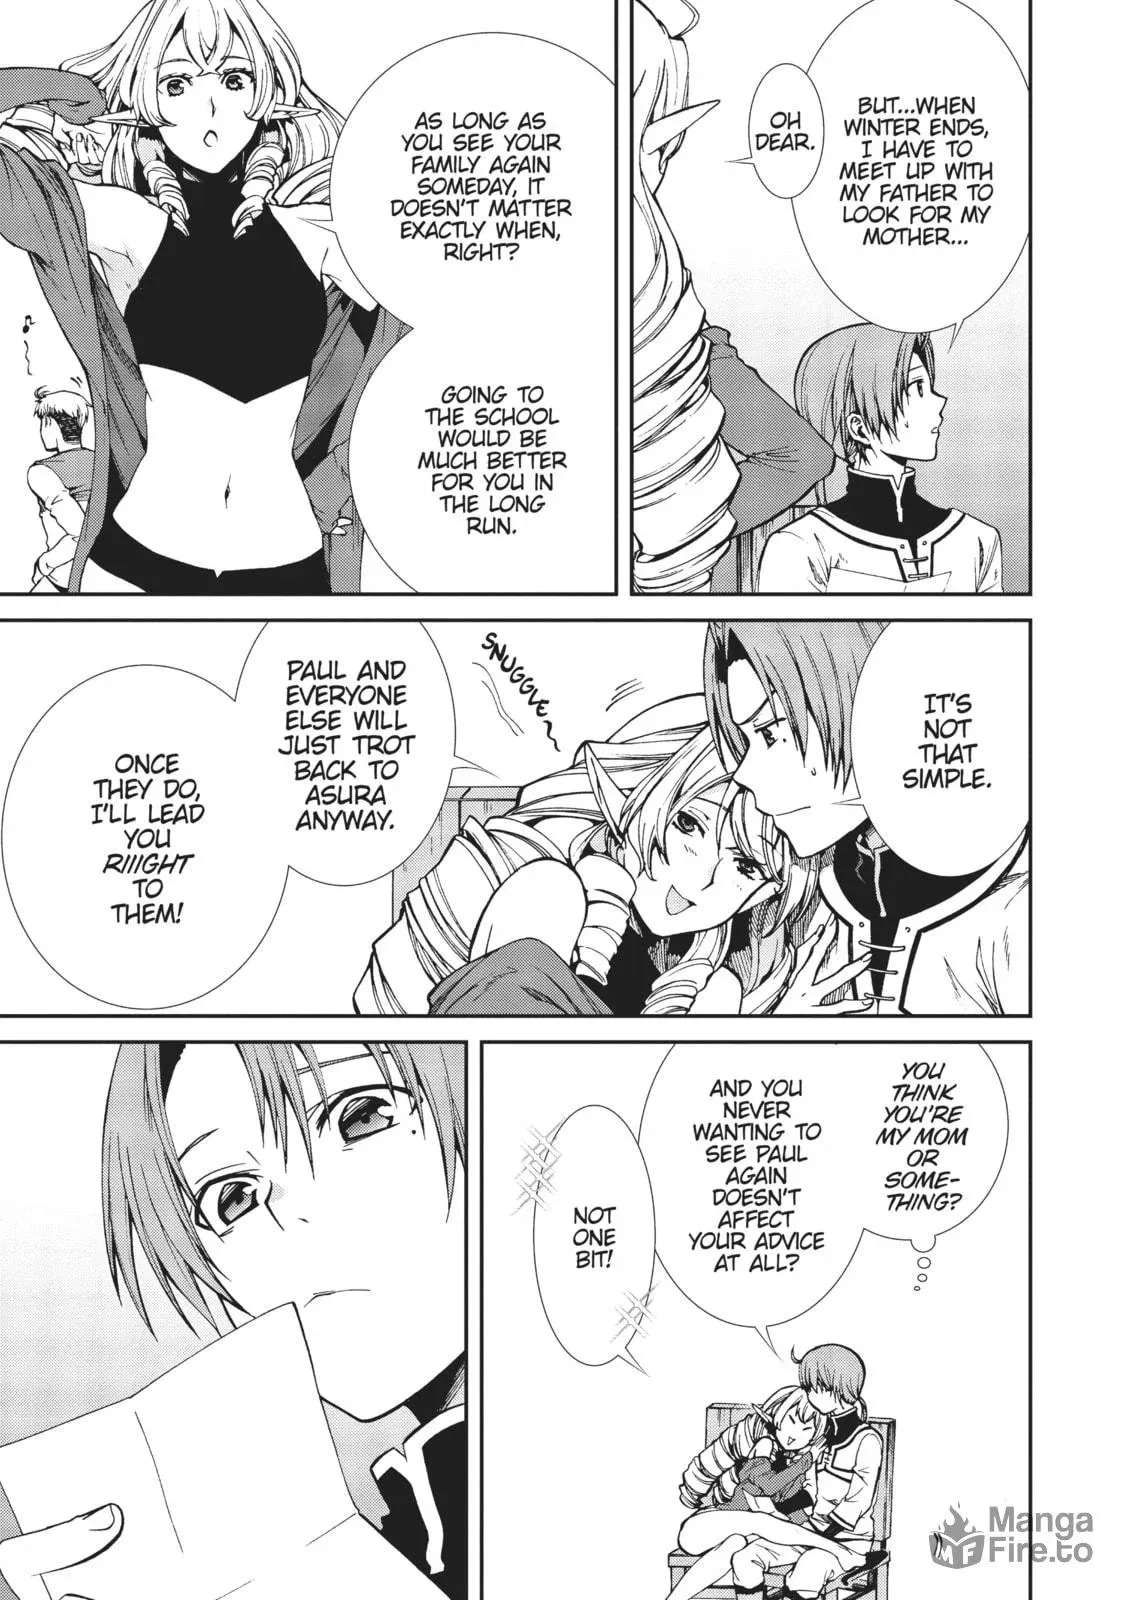 BUT...WHEN
WINTER ENDS,
I HAVE TO
MEET UP WITH
MY FATHER TO
LOOK FOR MY
MOTHER...
OH
DEAR.
AS LONG AS
YOU SEE YOUR
FAMILY AGAIN
SOMEDAY, IT
DOESN'T MATTER
EXACTLY WHEN,
RIGHT?
GOING TO
THE SCHOOL
WOULD BE
MUCH BETTER
FOR YOU IN
THE LONG
RUN.
IT'S
NOT
THAT
SIMPLE.
SNUGGLE~
PAUL AND
EVERYONE
ELSE WILL
JUST TROT
BACK TO
ASURA
ANYWAY.
ONCE
THEY DO,
I'LL LEAD
YOU
RIIIGHT
TO
THEM!
YOU
THINK
YOU'RE
MY MOM
OR
SOME-
THING?
AND YOU
NEVER
WANTING TO
SEE PAUL
AGAIN
DOESN'T
AFFECT
YOUR ADVICE
AT ALL?
NOT
ONE
BIT!
Manga
Fire.to
MF